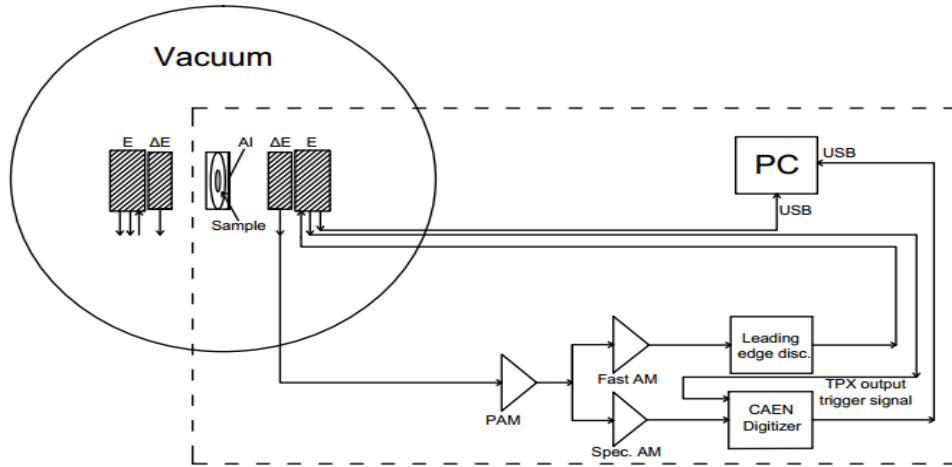 Vacuum
E ΔE
Al
ΔE E
Sample
PC
USB
USB
Leading
edge disc.
Fast AM
TPX output
trigger signal
PAM
CAEN
Digitizer
Spec. AM